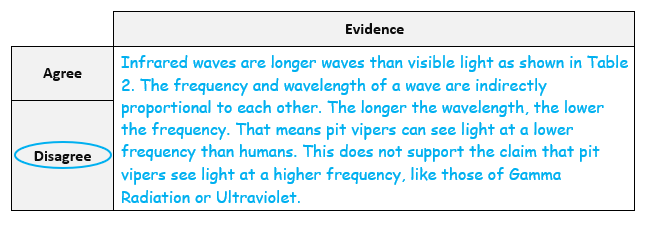 Evidence
Agree
Disagree
Infrared waves are longer waves than visible light as shown in Table
2. The frequency and wavelength of a wave are indirectly
proportional to each other. The longer the wavelength, the lower
the frequency. That means pit vipers can see light at a lower
frequency than humans. This does not support the claim that pit
vipers see light at a higher frequency, like those of Gamma
Radiation or Ultraviolet.